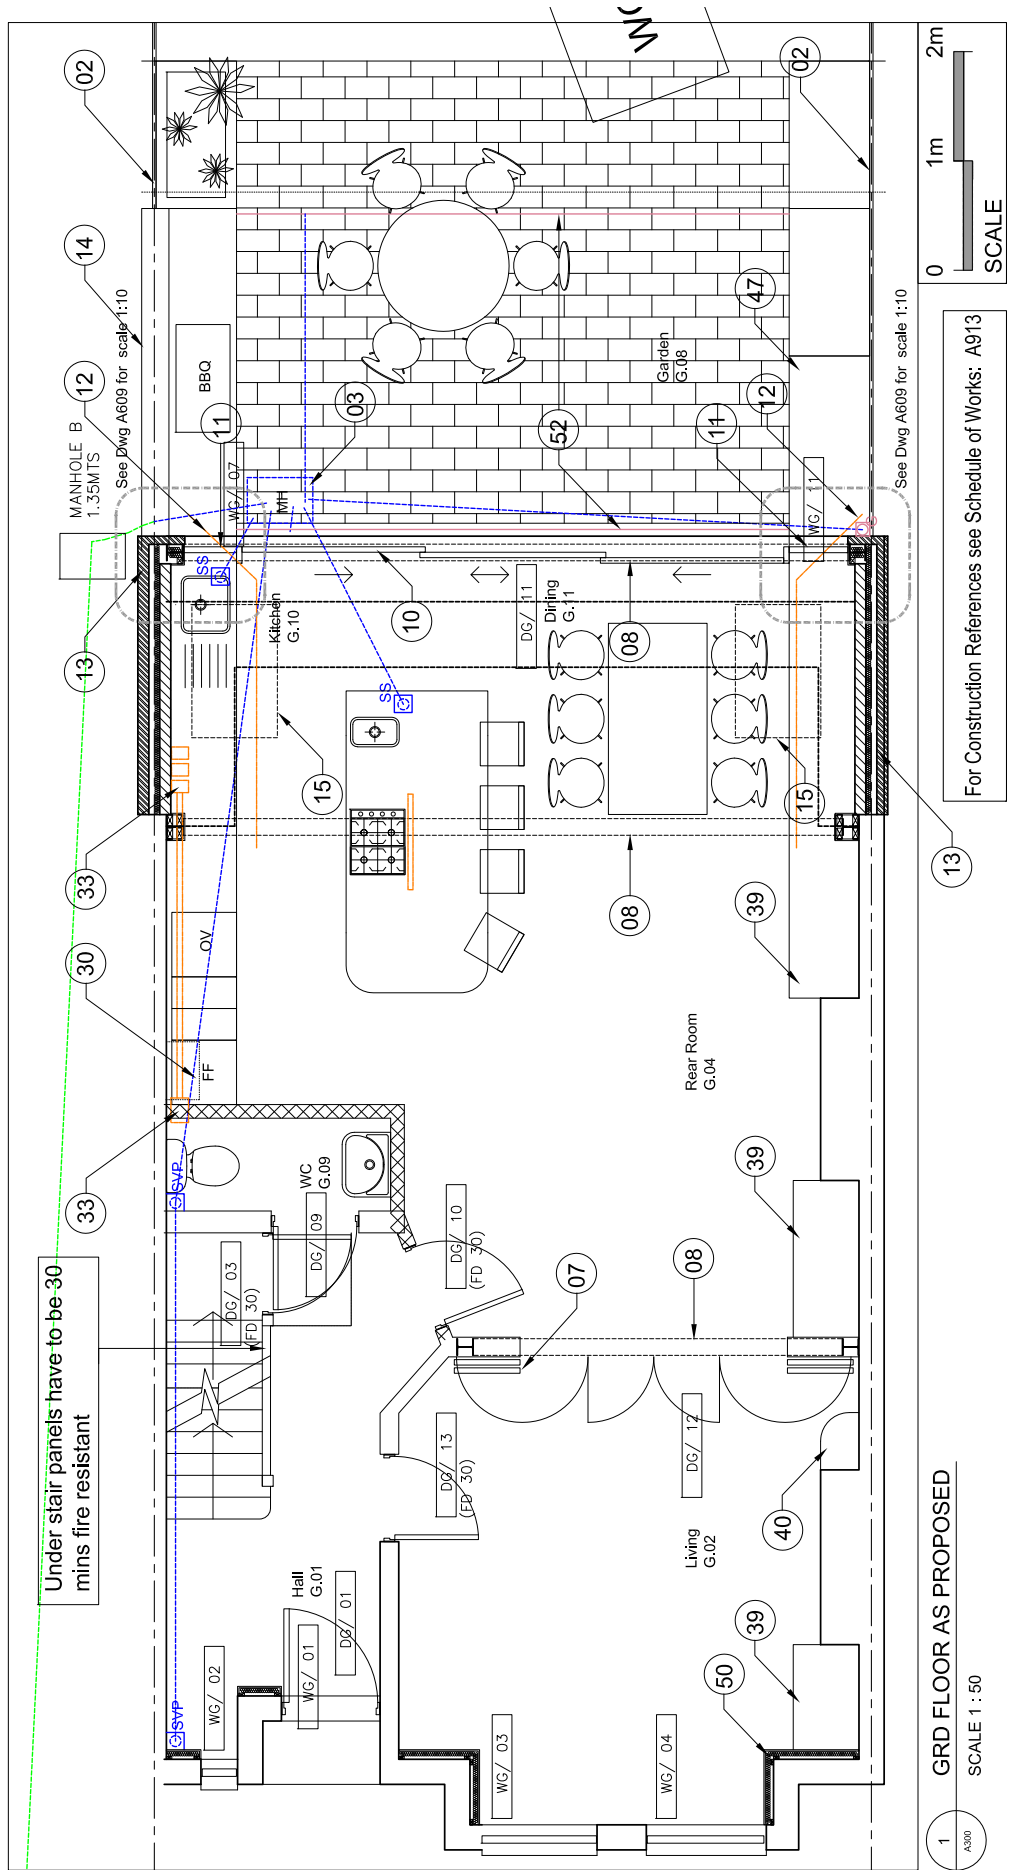 Under stair panels have to be 30
mins fire resistant
MANHOLE B
1.35MTS
See Dwg A609 for scale 1:10
See Dwg A609 for scale 1:10
For Construction References see Schedule of Works: A913
0
1m
2m
SCALE
02
02
14
12
11
03
13
13
BBQ
WG/ 07
MH
Garden
G.08
47
12
11
WG/ 11
52
10
08
SS
SS
Kitchen
G.10
DG/ 11
Dining
G.11
15
15
33
30
33
OV
FF
08
39
Rear Room
G.04
39
SVP
WC
G.09
DG/ 09
DG/ 03
(FD 30)
DG/ 10
(FD 30)
07
08
DG/ 13
(FD 30)
DG/ 12
40
Living
G.02
Hall
G.01
DG/ 01
WG/ 01
WG/ 02
SVP
WG/ 03
WG/ 04
39
50
1
A300
GRD FLOOR AS PROPOSED
SCALE 1 : 50